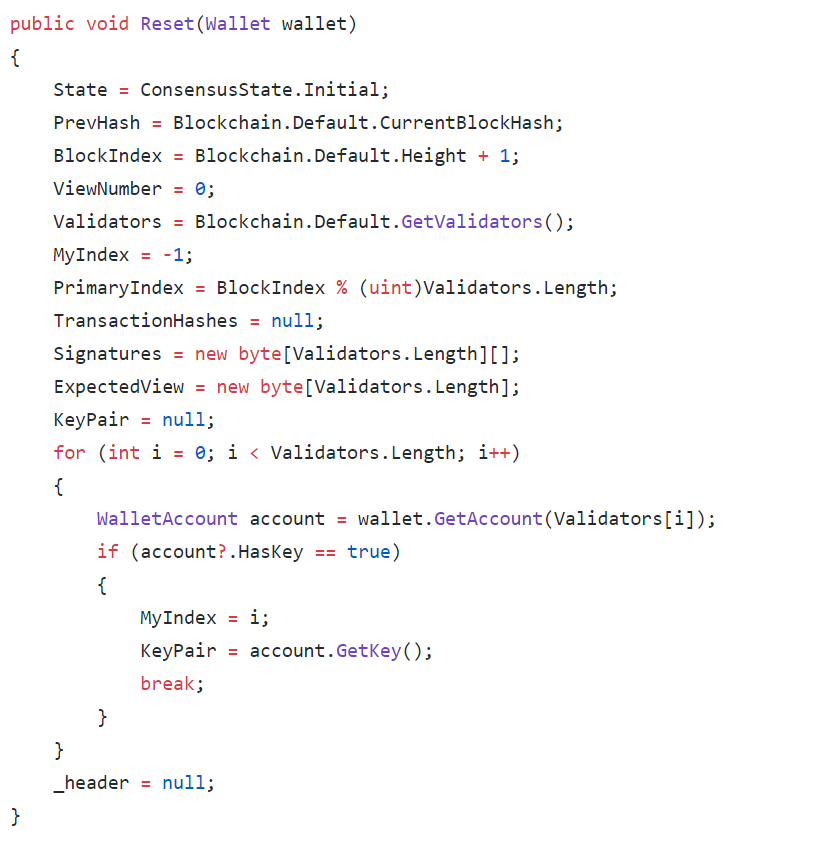 public void Reset(Wallet wallet)
{
    State = ConsensusState.Initial;
    PrevHash = Blockchain.Default.CurrentBlockHash;
    BlockIndex = Blockchain.Default.Height + 1;
    ViewNumber = 0;
    Validators = Blockchain.Default.GetValidators();
    MyIndex = -1;
    PrimaryIndex = BlockIndex % (uint)Validators.Length;
    TransactionHashes = null;
    Signatures = new byte[Validators.Length][];
    ExpectedView = new byte[Validators.Length];
    KeyPair = null;
    for (int i = 0; i < Validators.Length; i++)
    {
        WalletAccount account = wallet.GetAccount(Validators[i]);
        if (account?.HasKey == true)
        {
            MyIndex = i;
            KeyPair = account.GetKey();
            break;
        }
    }
    _header = null;
}